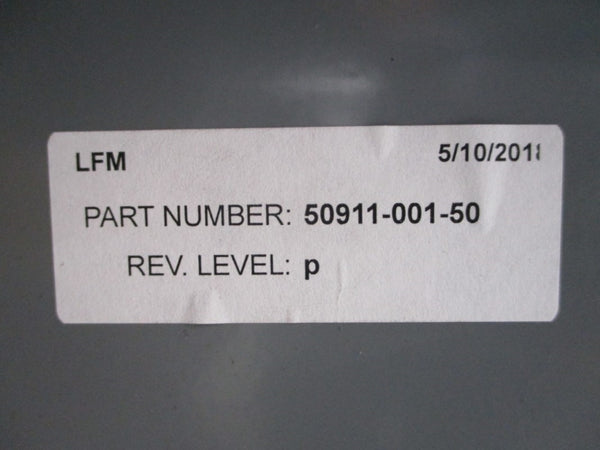 LFM 5/10/2018
PART NUMBER: 50911-001-50
REV. LEVEL: p